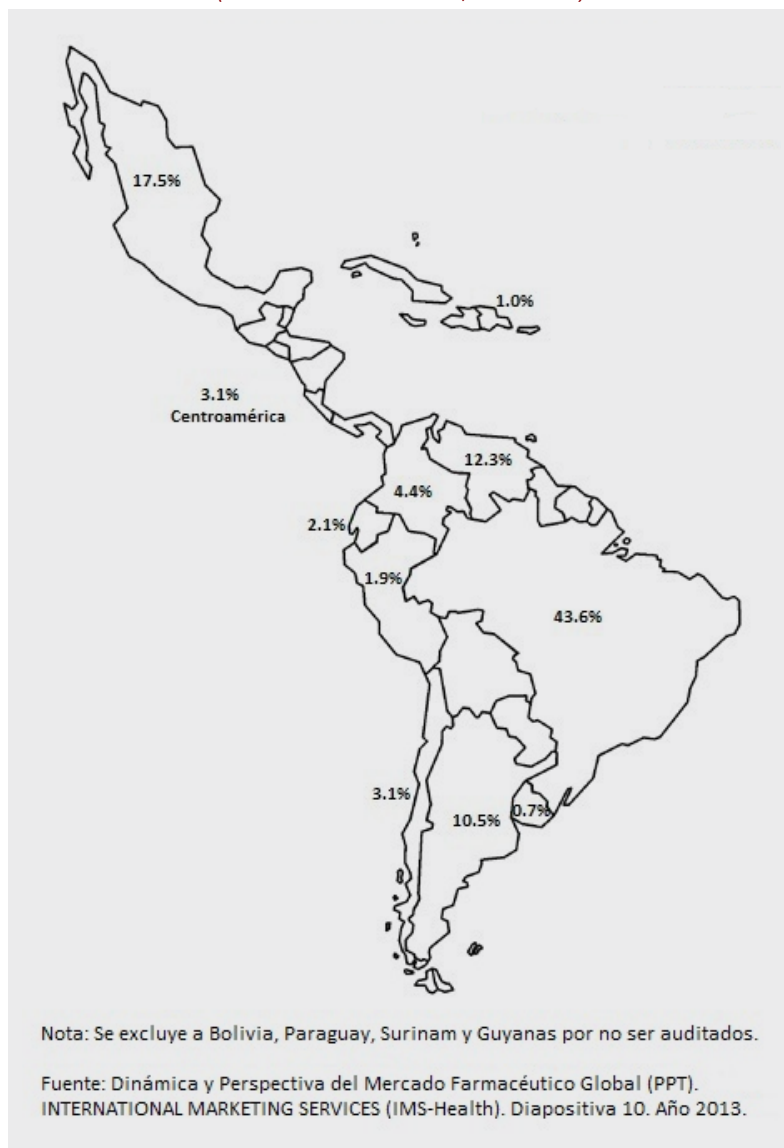 17.5%
1.0%
3.1%
Centroamérica
12.3%
4.4%
2.1%
1.9%
43.6%
3.1%
10.5%
0.7%
Nota: Se excluye a Bolivia, Paraguay, Surinam y Guyanas por no ser auditados.
Fuente: Dinámica y Perspectiva del Mercado Farmacéutico Global (PPT).
INTERNATIONAL MARKETING SERVICES (IMS-Health). Diapositiva 10. Año 2013.